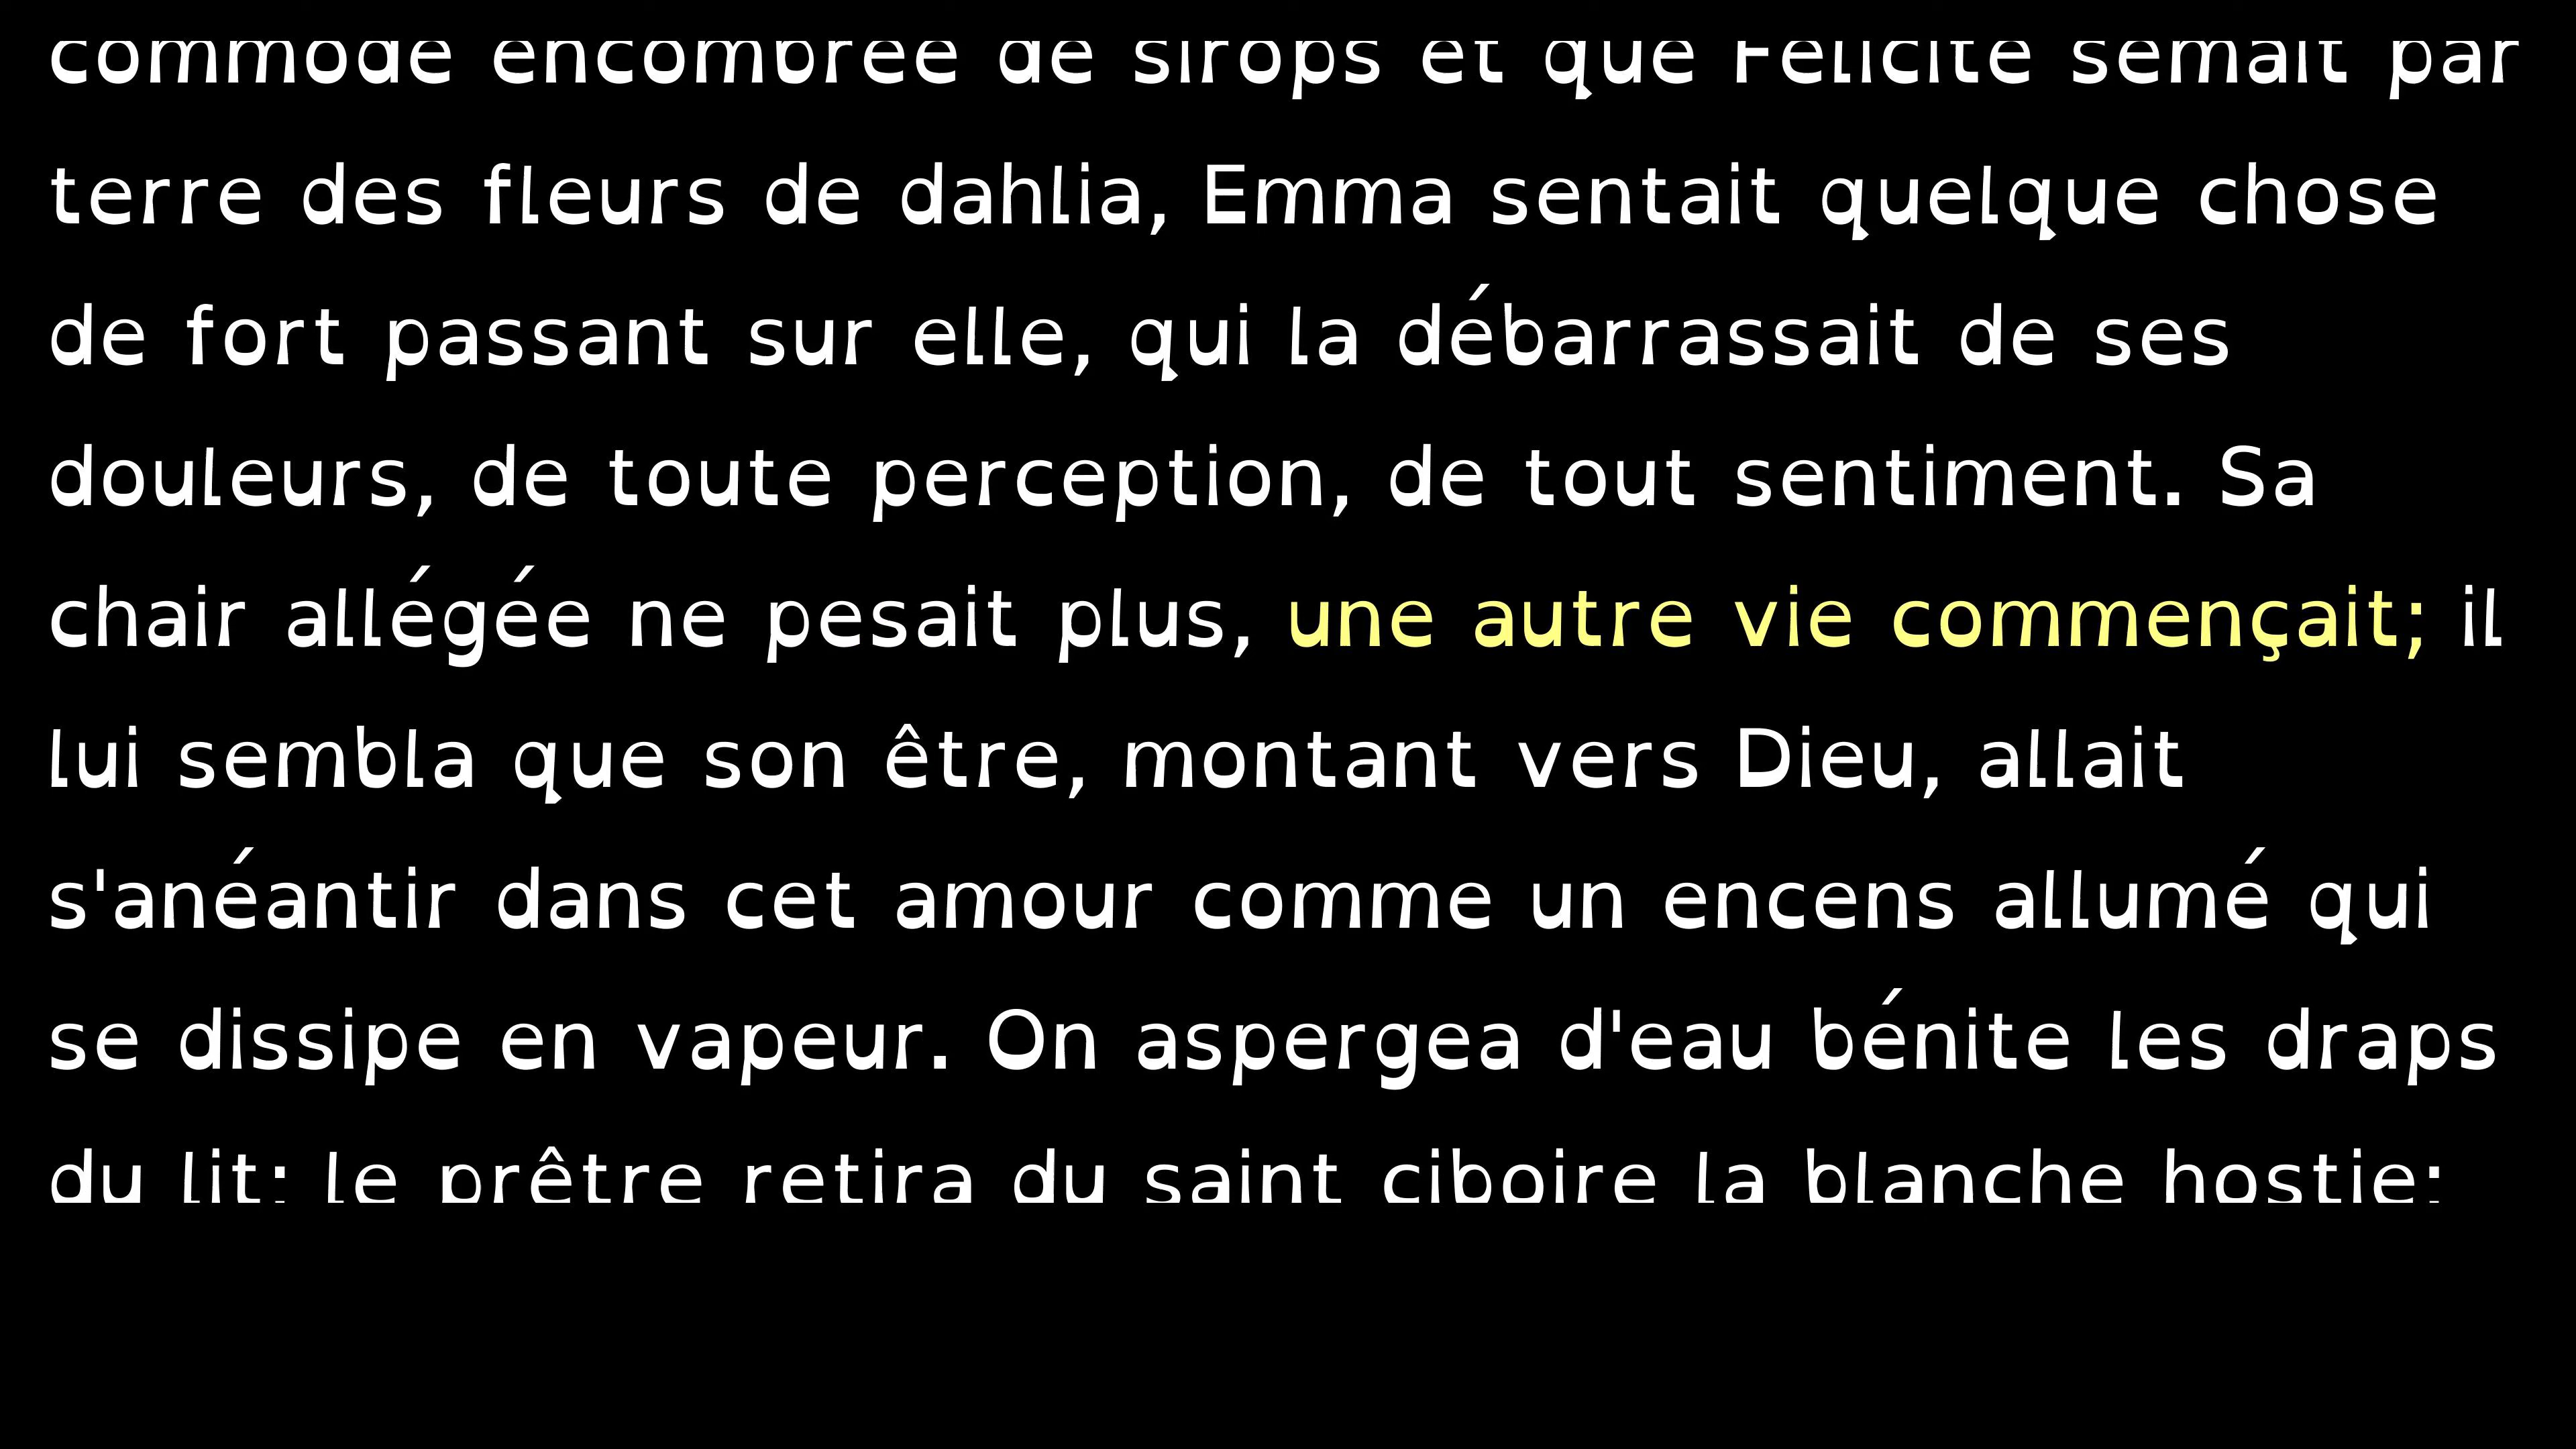 commode encombrée de sirops et que Félicité semait par
terre des fleurs de dahlia, Emma sentait quelque chose
de fort passant sur elle, qui la débarrassait de ses
douleurs, de toute perception, de tout sentiment. Sa
chair allégée ne pesait plus, une autre vie commençait; il
lui sembla que son être, montant vers Dieu, allait
s'anéantir dans cet amour comme un encens allumé qui
se dissipe en vapeur. On aspergea d'eau bénite les draps
du lit; le prêtre retira du saint ciboire la blanche hostie;